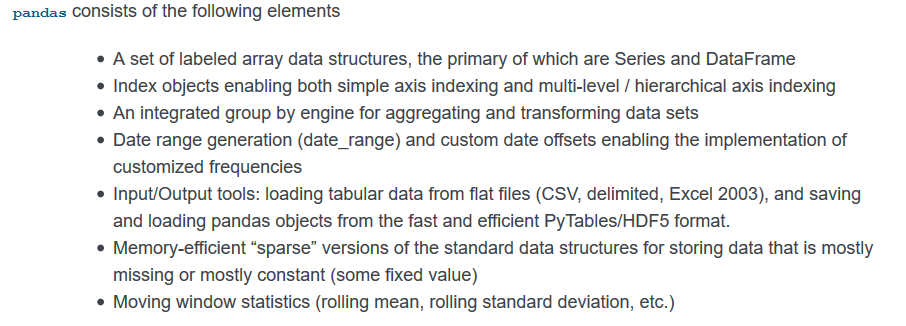 pandas consists of the following elements
• A set of labeled array data structures, the primary of which are Series and DataFrame
• Index objects enabling both simple axis indexing and multi-level / hierarchical axis indexing
• An integrated group by engine for aggregating and transforming data sets
• Date range generation (date_range) and custom date offsets enabling the implementation of
customized frequencies
• Input/Output tools: loading tabular data from flat files (CSV, delimited, Excel 2003), and saving
and loading pandas objects from the fast and efficient PyTables/HDF5 format.
• Memory-efficient “sparse” versions of the standard data structures for storing data that is mostly
missing or mostly constant (some fixed value)
• Moving window statistics (rolling mean, rolling standard deviation, etc.)